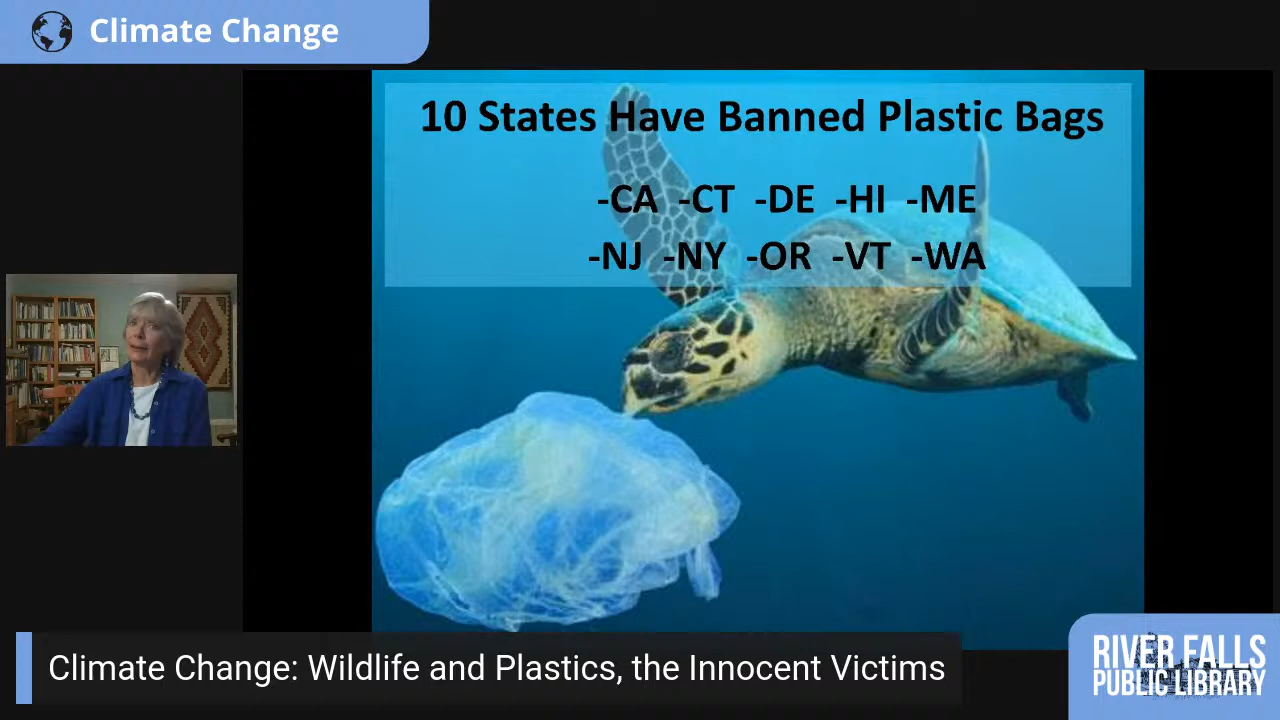 Climate Change
10 States Have Banned Plastic Bags
-CA -CT -DE -HI -ME
-NJ -NY -OR -VT -WA
Climate Change: Wildlife and Plastics, the Innocent Victims
RIVER FALLS
PUBLIC LIBRARY